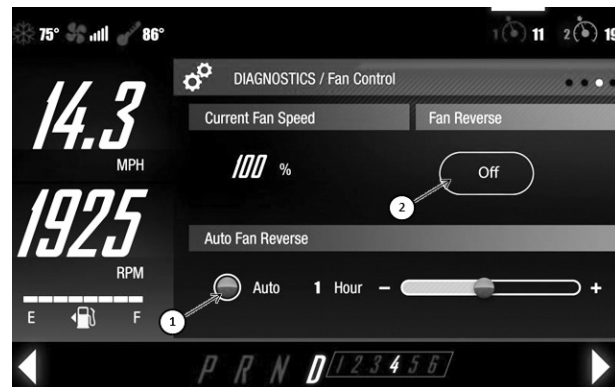 75° 86° 1 11 2 19
DIAGNOSTICS / Fan Control
14.3
MPH
Current Fan Speed Fan Reverse
100 % Off
2
1925
RPM
Auto Fan Reverse
Auto 1 Hour - +
1
E F
P R N D 1 2 3 4 5 6